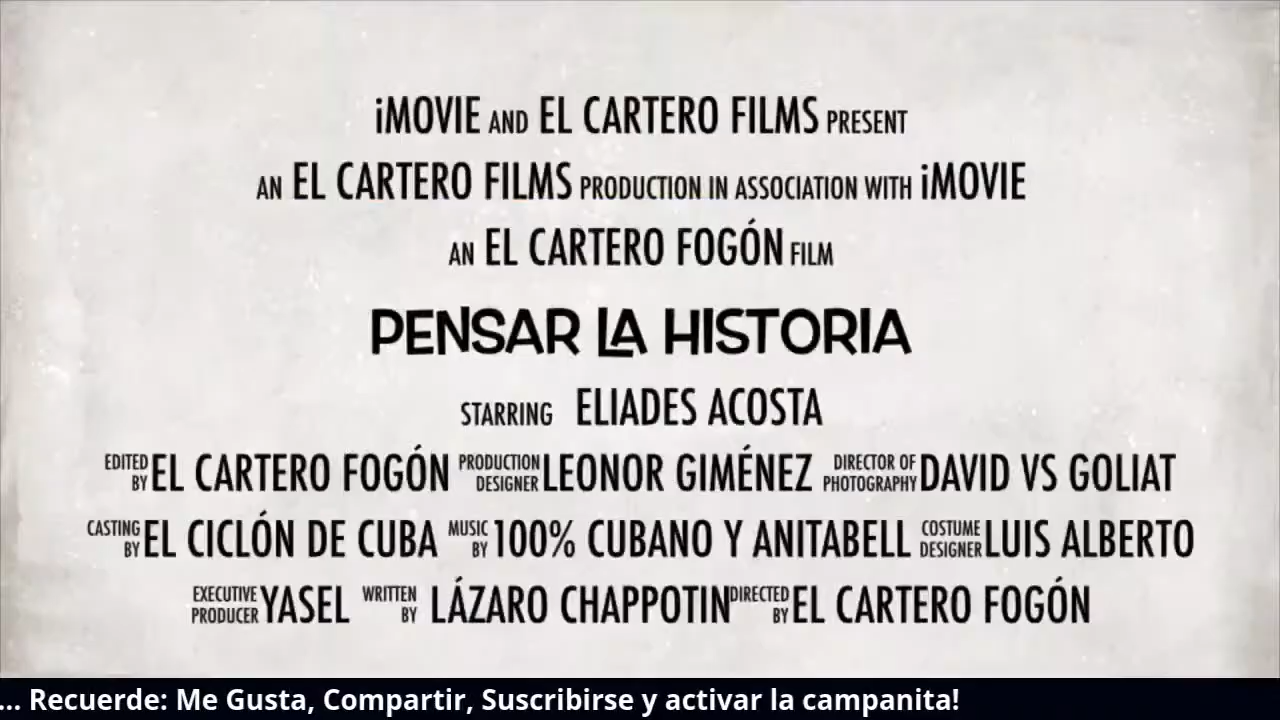 iMOVIE AND EL CARTERO FILMS PRESENT
AN EL CARTERO FILMS PRODUCTION IN ASSOCIATION WITH iMOVIE
AN EL CARTERO FOGÓN FILM
PENSAR LA HISTORIA
STARRING ELIADES ACOSTA
EDITED BY EL CARTERO FOGÓN PRODUCTION DESIGNER LEONOR GIMÉNEZ DIRECTOR OF PHOTOGRAPHY DAVID VS GOLIAT
CASTING BY EL CICLÓN DE CUBA MUSIC BY 100% CUBANO Y ANITABELL COSTUME DESIGNER LUIS ALBERTO
EXECUTIVE PRODUCER YASEL WRITTEN BY LÁZARO CHAPPOTIN DIRECTED BY EL CARTERO FOGÓN
... Recuerde: Me Gusta, Compartir, Suscribirse y activar la campanita!